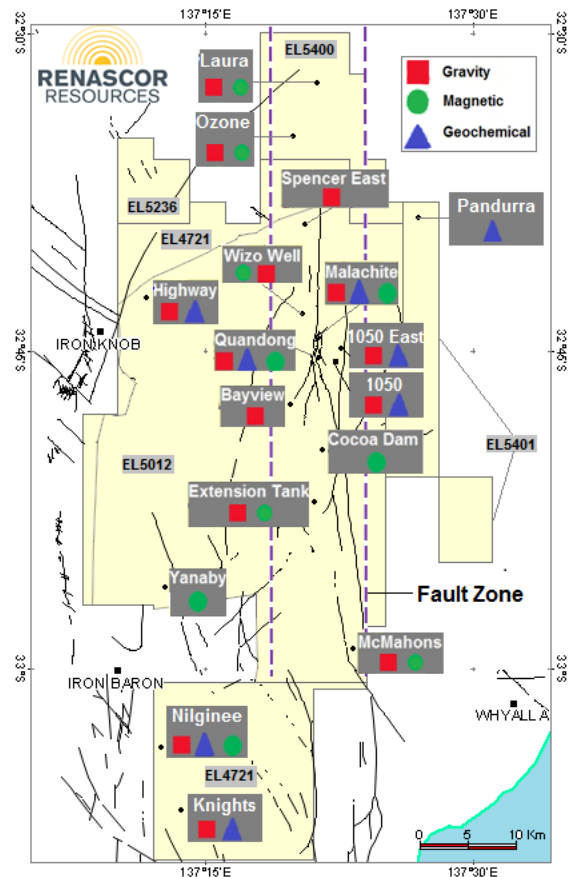 137°15'E
137°30'E
32°30'S
32°30'S
RENASCOR
RESOURCES
EL5400
Laura
Gravity
Magnetic
Geochemical
Ozone
Spencer East
EL5236
Pandurra
EL4721
Wizo Well
Malachite
Highway
IRON KNOB
Quandong
1050 East
32°45'S
32°45'S
1050
Bayview
Cocoa Dam
EL5401
EL5012
Extension Tank
Yanaby
Fault Zone
McMahons
33°S
33°S
IRON BARON
Nilginee
WHYALLA
EL4721
Knights
0 5 10 Km
137°15'E
137°30'E